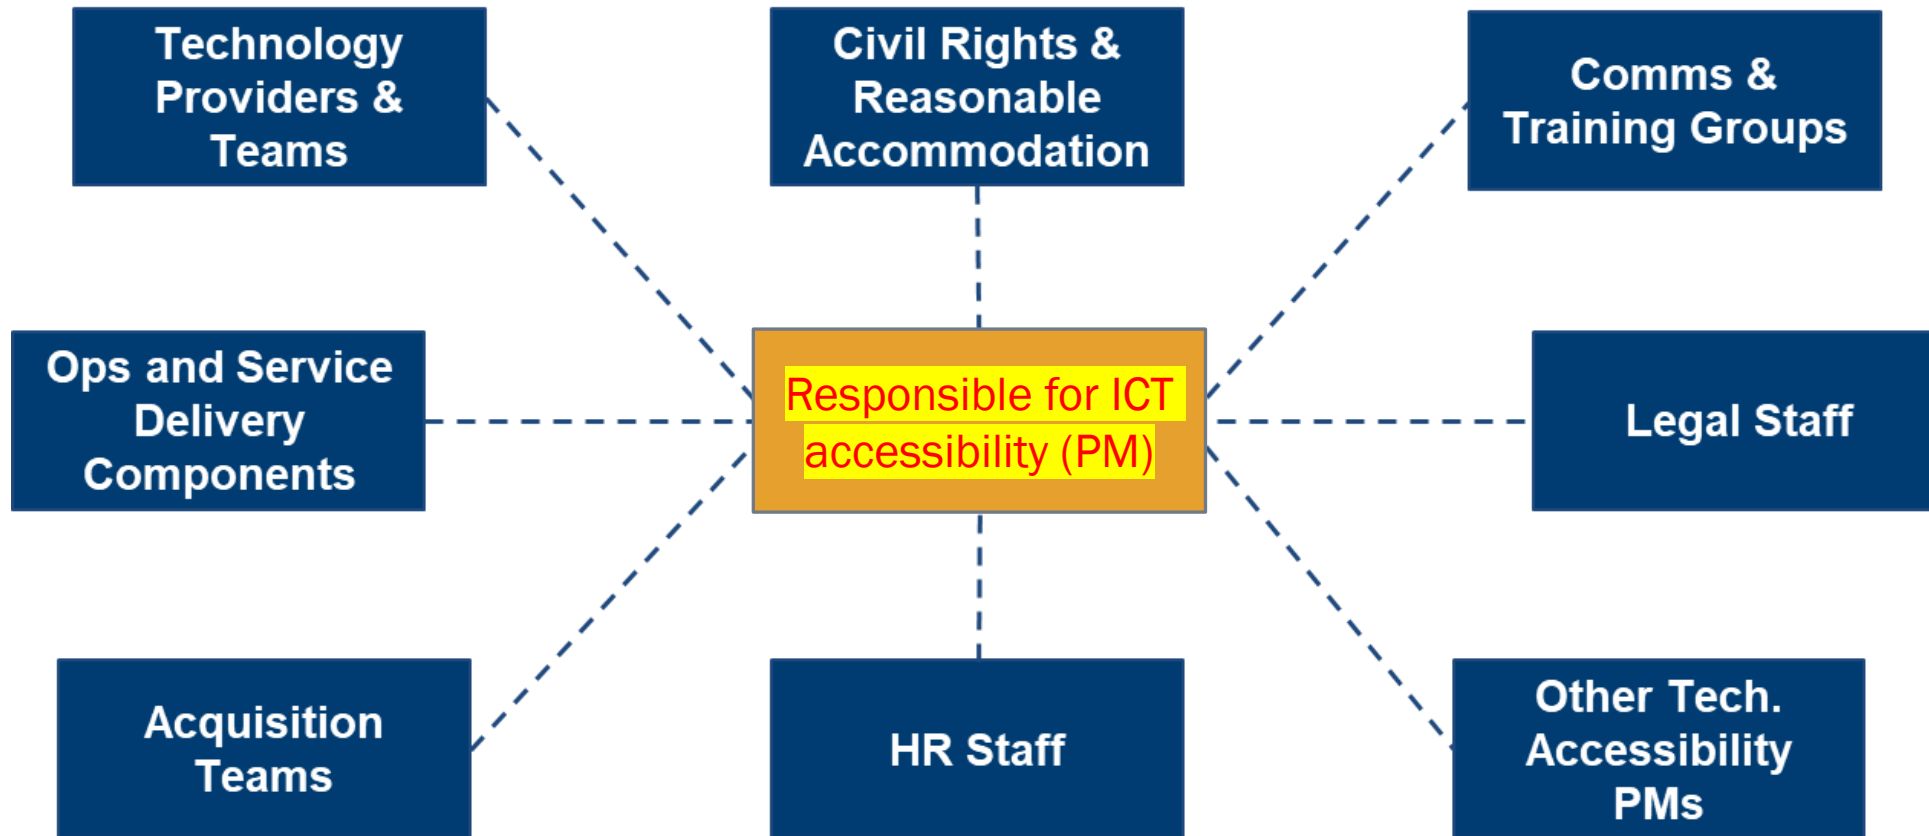 Technology
Providers &
Teams
Civil Rights &
Reasonable
Accommodation
Comms &
Training Groups
Ops and Service
Delivery
Components
Responsible for ICT
accessibility (PM)
Legal Staff
Acquisition
Teams
HR Staff
Other Tech.
Accessibility
PMs